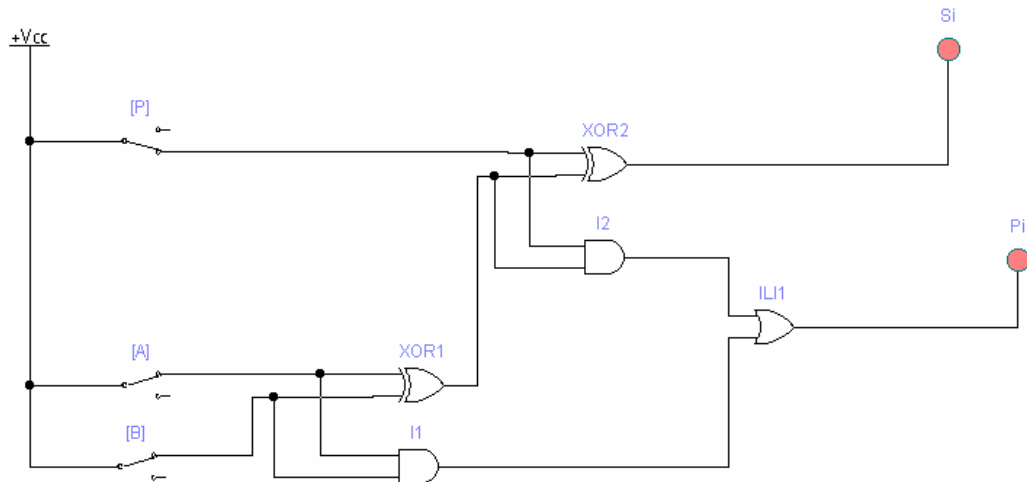 Si
+Vcc
[P]
XOR2
I2
Pi
ILI1
[A]
XOR1
[B]
I1